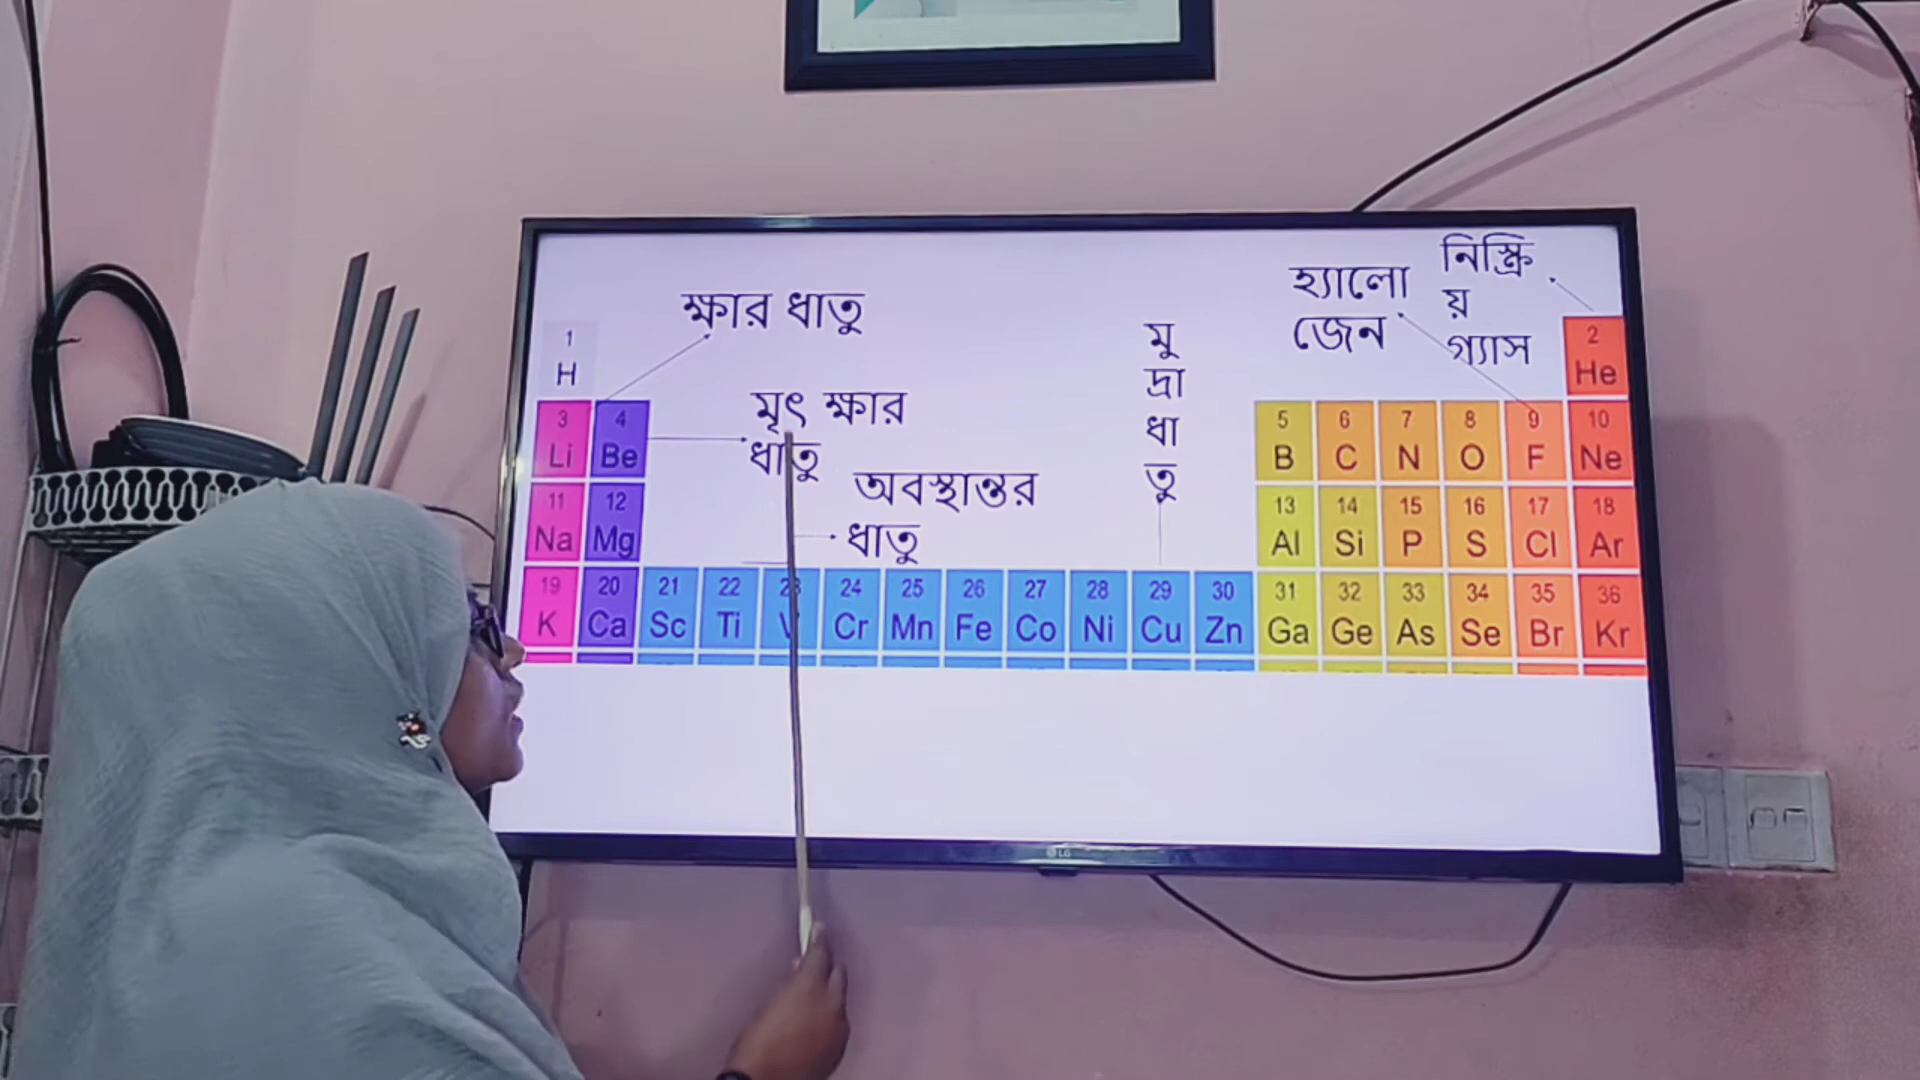 ক্ষার ধাতু
মৃৎ ক্ষার
ধাতু
অবস্থান্তর
ধাতু
মু
দ্রা
ধা
তু
হ্যালো
জেন
নিস্ক্রি
য়
গ্যাস
1 2
H He
3 4 5 6 7 8 9 10
Li Be B C N O F Ne
11 12 13 14 15 16 17 18
Na Mg Al Si P S Cl Ar
19 20 21 22 23 24 25 26 27 28 29 30 31 32 33 34 35 36
K Ca Sc Ti V Cr Mn Fe Co Ni Cu Zn Ga Ge As Se Br Kr
LG